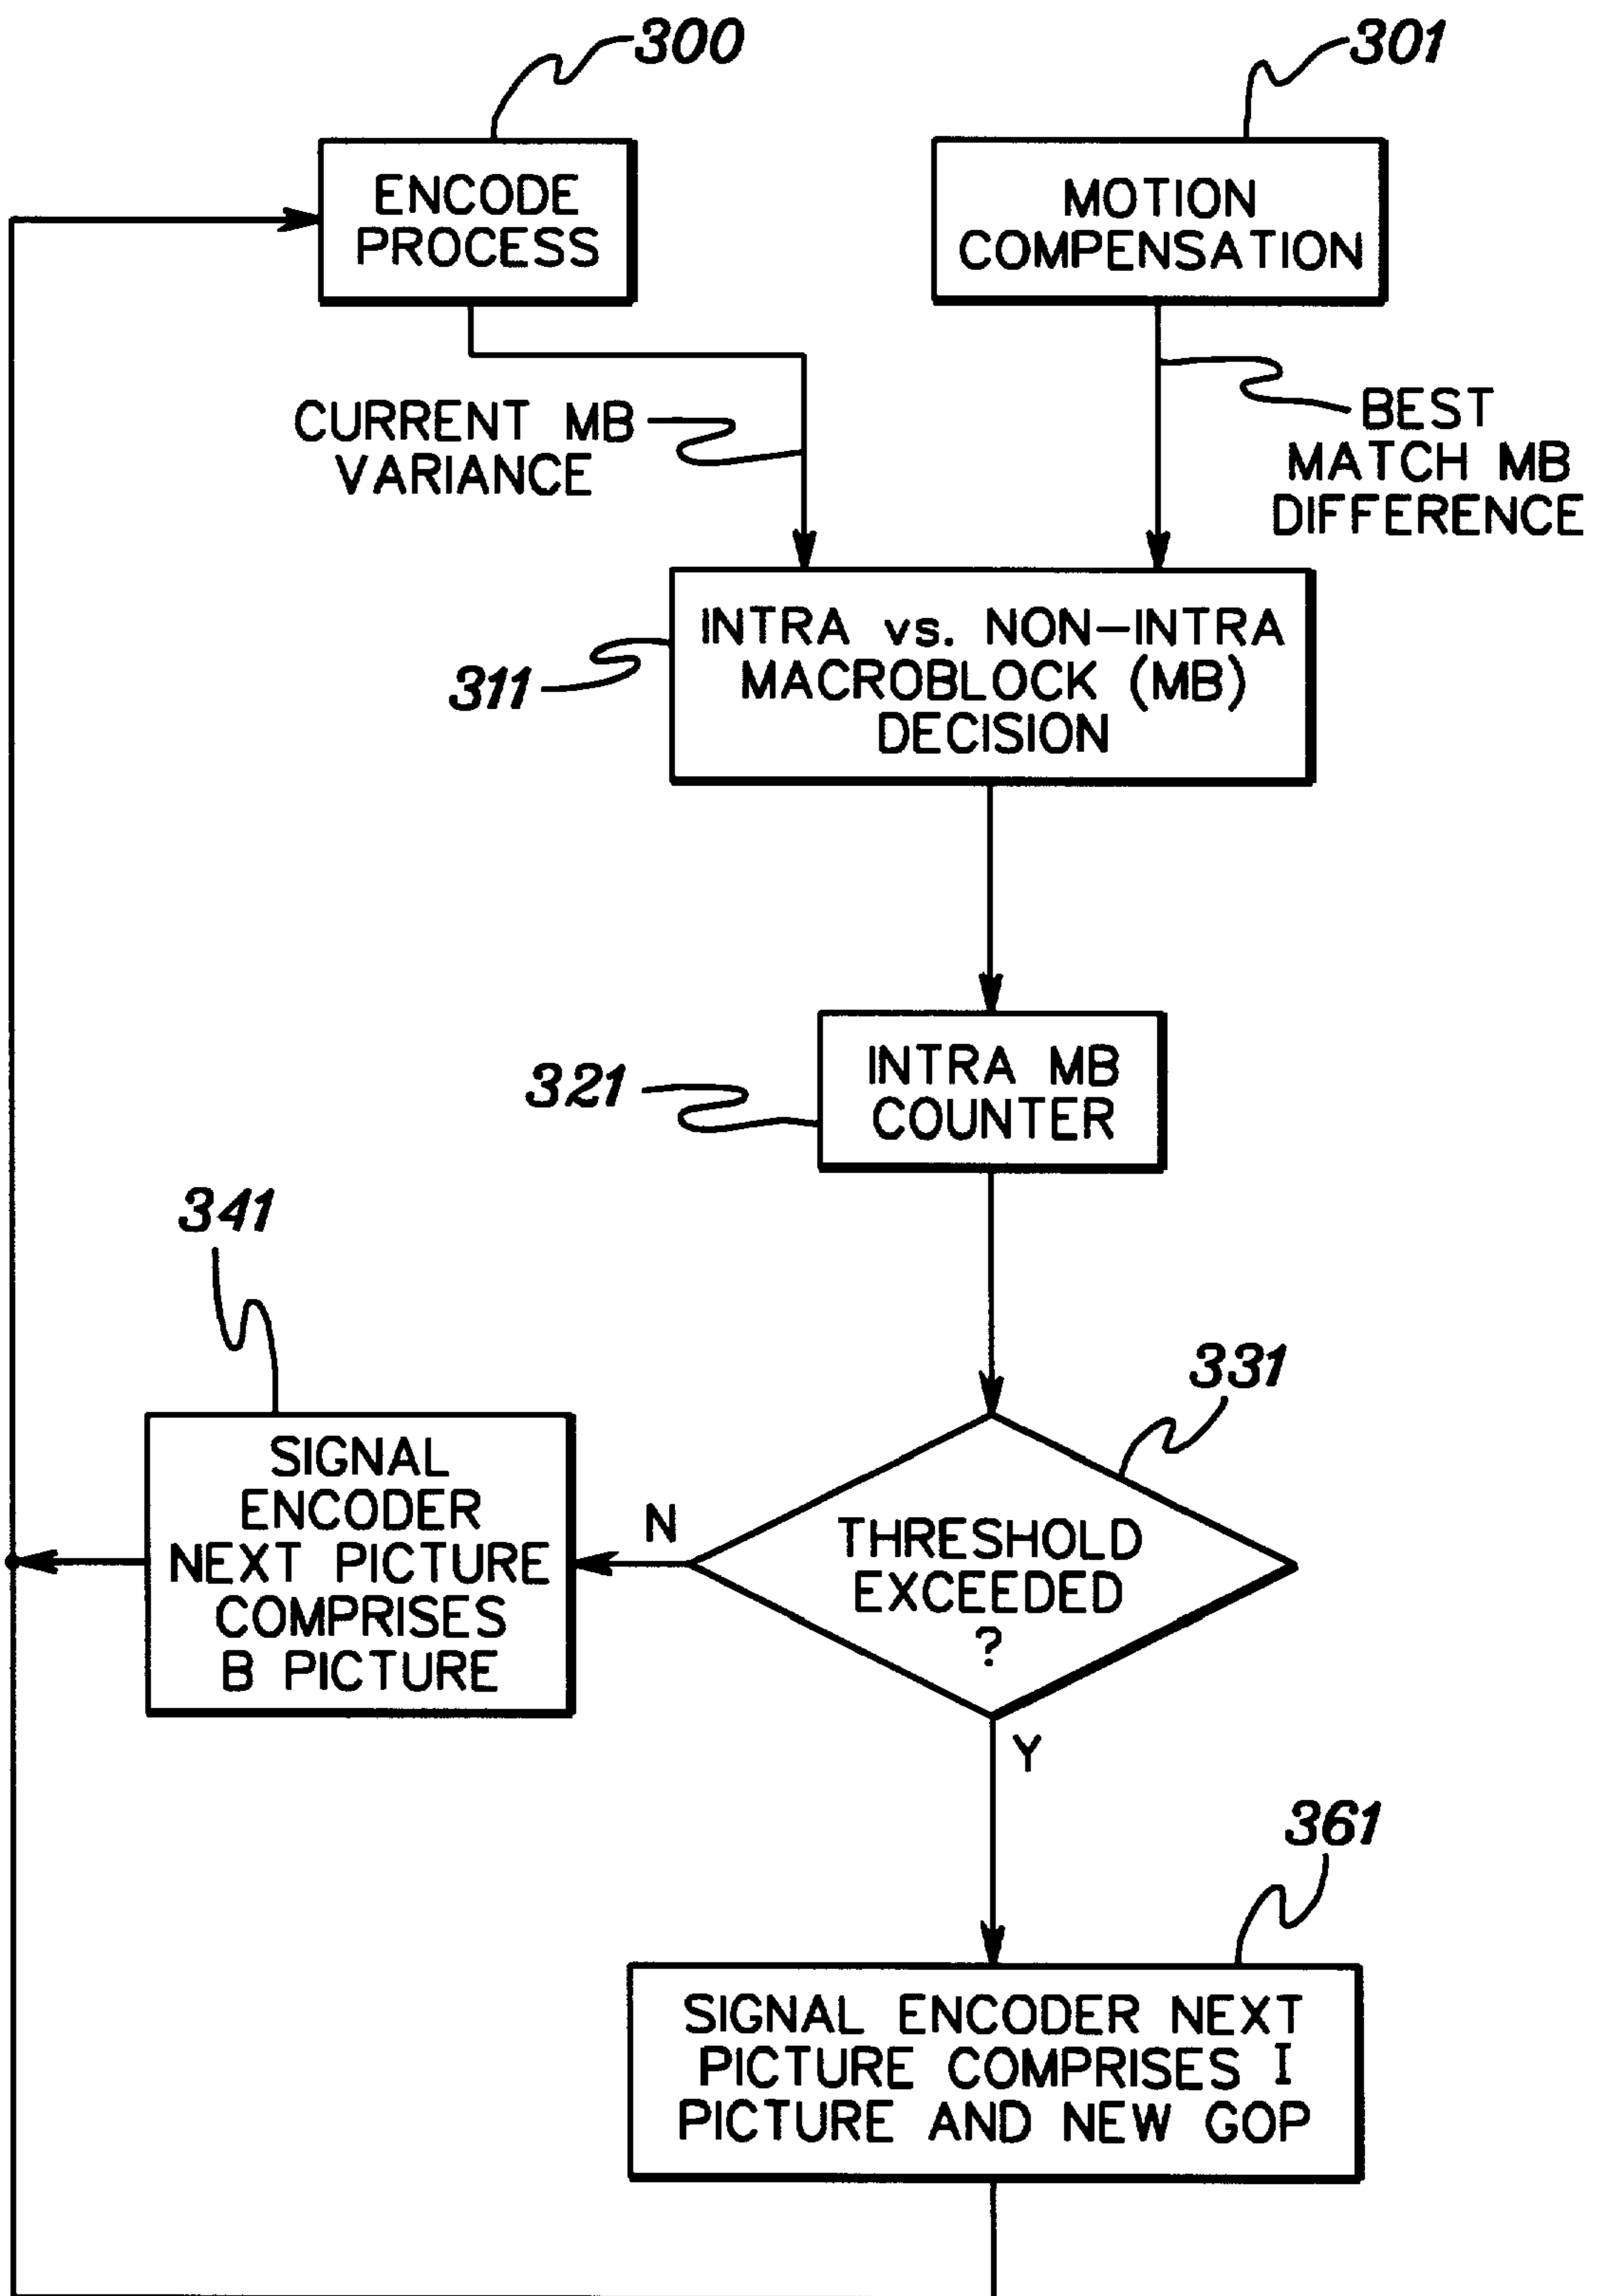 300
301
ENCODE
PROCESS
MOTION
COMPENSATION
CURRENT MB
VARIANCE
BEST
MATCH MB
DIFFERENCE
INTRA vs. NON-INTRA
MACROBLOCK (MB)
DECISION
311
INTRA MB
COUNTER
321
341
331
SIGNAL
ENCODER
NEXT PICTURE
COMPRISES
B PICTURE
N
THRESHOLD
EXCEEDED
?
Y
361
SIGNAL ENCODER NEXT
PICTURE COMPRISES I
PICTURE AND NEW GOP